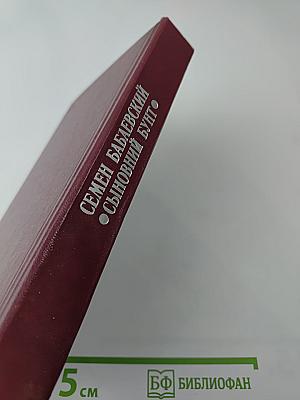 СЕМЕН БАБАЕВСКИЙ
•СЫНОВНИЙ БУНТ•
5 см
БФ БИБЛИОФАН